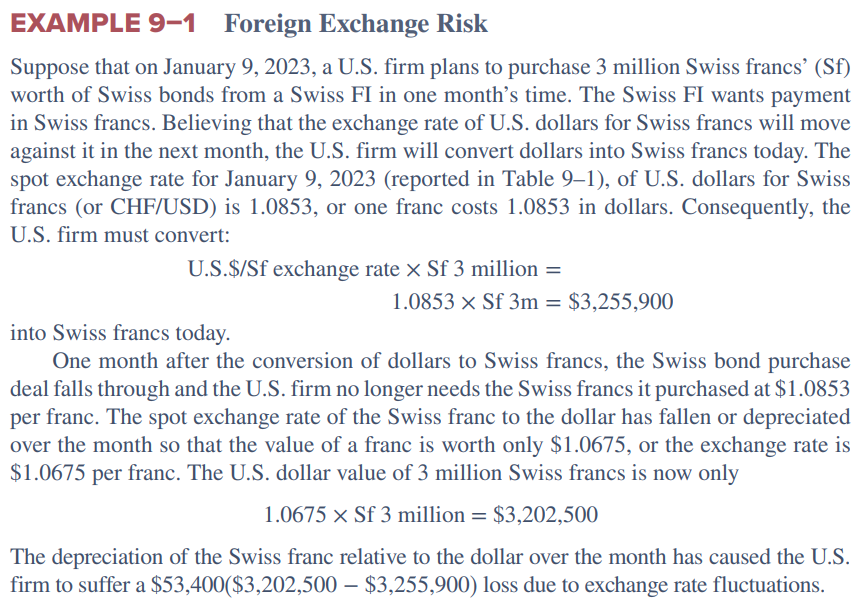 EXAMPLE 9–1 Foreign Exchange Risk
Suppose that on January 9, 2023, a U.S. firm plans to purchase 3 million Swiss francs’ (Sf)
worth of Swiss bonds from a Swiss FI in one month’s time. The Swiss FI wants payment
in Swiss francs. Believing that the exchange rate of U.S. dollars for Swiss francs will move
against it in the next month, the U.S. firm will convert dollars into Swiss francs today. The
spot exchange rate for January 9, 2023 (reported in Table 9–1), of U.S. dollars for Swiss
francs (or CHF/USD) is 1.0853, or one franc costs 1.0853 in dollars. Consequently, the
U.S. firm must convert:
U.S.$/Sf exchange rate × Sf 3 million =
1.0853 × Sf 3m = $3,255,900
into Swiss francs today.
One month after the conversion of dollars to Swiss francs, the Swiss bond purchase
deal falls through and the U.S. firm no longer needs the Swiss francs it purchased at $1.0853
per franc. The spot exchange rate of the Swiss franc to the dollar has fallen or depreciated
over the month so that the value of a franc is worth only $1.0675, or the exchange rate is
$1.0675 per franc. The U.S. dollar value of 3 million Swiss francs is now only
1.0675 × Sf 3 million = $3,202,500
The depreciation of the Swiss franc relative to the dollar over the month has caused the U.S.
firm to suffer a $53,400($3,202,500 − $3,255,900) loss due to exchange rate fluctuations.